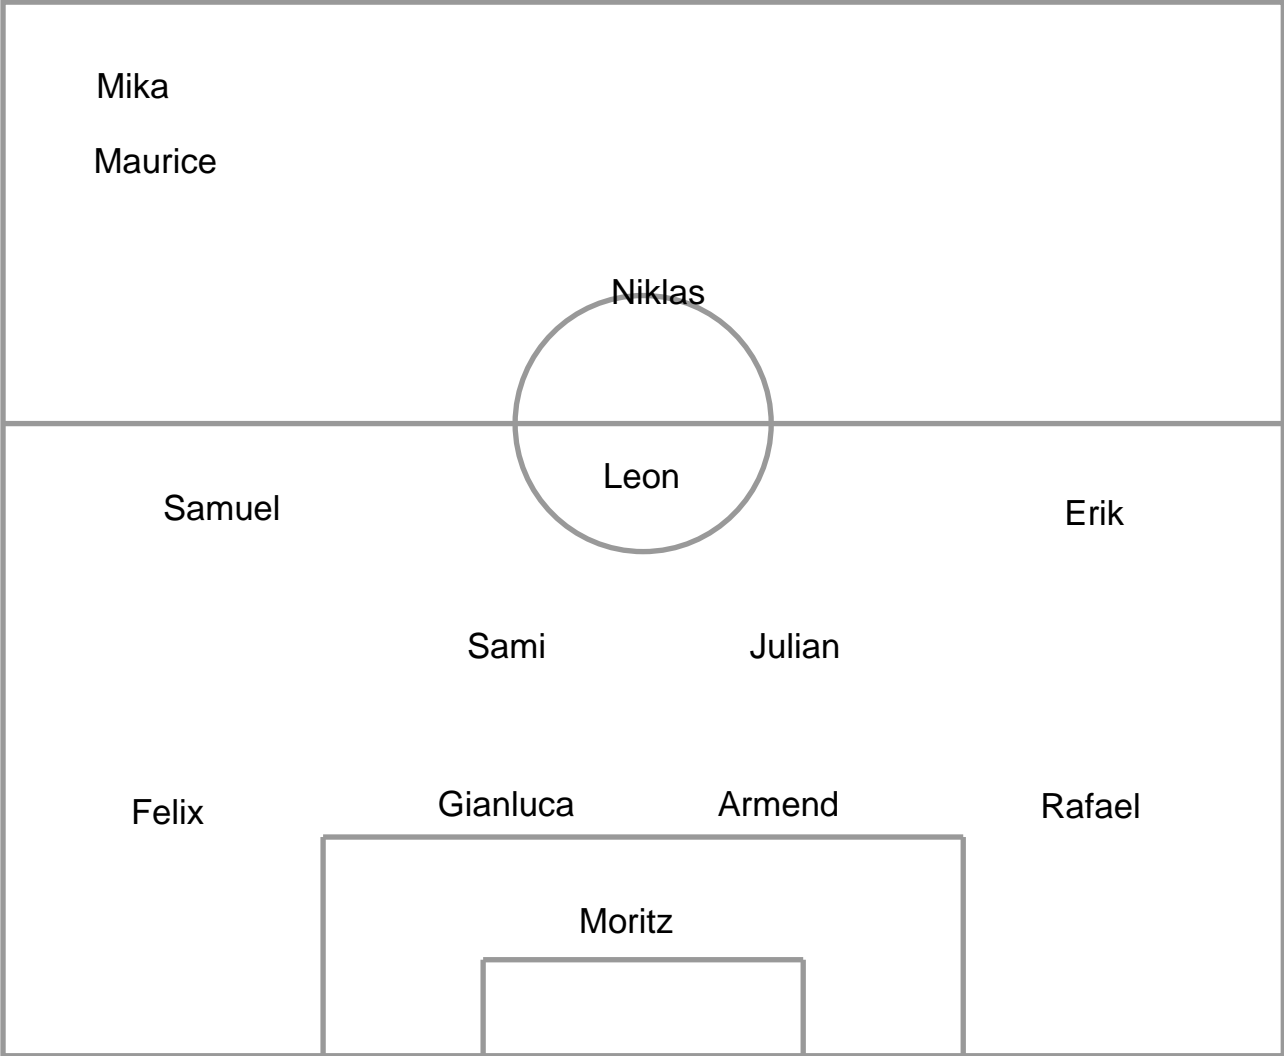 Mika
Maurice
Niklas
Leon
Samuel
Erik
Sami
Julian
Felix
Gianluca
Armend
Rafael
Moritz